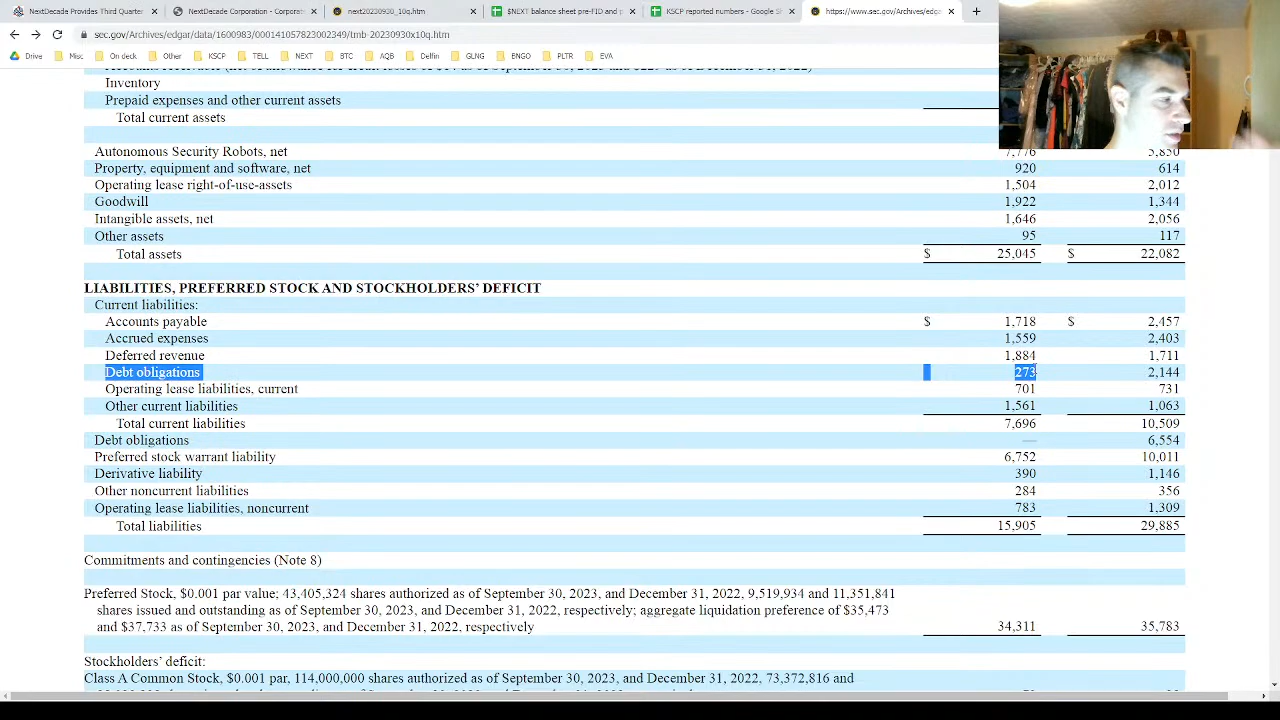 NextDecade Provides Third Quarter
NextDecade Corporation - Corporat
next20230930_10q.htm
$NEXT balance sheet pre-FID and p
KSCP reported numbers - Google S
https://www.sec.gov/Archives/edga
sec.gov/Archives/edgar/data/1600983/000141057823002349/tmb-20230930x10q.htm
Drive Misc On deck Other KSCP TELL NEXT BTC AQB Delfin GLNG BNGO PLTR EVA
Inventory
Prepaid expenses and other current assets
Total current assets
Autonomous Security Robots, net 7,776 5,850
Property, equipment and software, net 920 614
Operating lease right-of-use-assets 1,504 2,012
Goodwill 1,922 1,344
Intangible assets, net 1,646 2,056
Other assets 95 117
Total assets $ 25,045 $ 22,082
LIABILITIES, PREFERRED STOCK AND STOCKHOLDERS’ DEFICIT
Current liabilities:
Accounts payable $ 1,718 $ 2,457
Accrued expenses 1,559 2,403
Deferred revenue 1,884 1,711
Debt obligations 273 2,144
Operating lease liabilities, current 701 731
Other current liabilities 1,561 1,063
Total current liabilities 7,696 10,509
Debt obligations — 6,554
Preferred stock warrant liability 6,752 10,011
Derivative liability 390 1,146
Other noncurrent liabilities 284 356
Operating lease liabilities, noncurrent 783 1,309
Total liabilities 15,905 29,885
Commitments and contingencies (Note 8)
Preferred Stock, $0.001 par value; 43,405,324 shares authorized as of September 30, 2023 and December 31, 2022, 9,519,934 and 11,351,841
shares issued and outstanding as of September 30, 2023, and December 31, 2022, respectively; aggregate liquidation preference of $35,473
and $37,733 as of September 30, 2023, and December 31, 2022, respectively 34,311 35,783
Stockholders’ deficit:
Class A Common Stock, $0.001 par, 114,000,000 shares authorized as of September 30, 2023, and December 31, 2022, 73,372,816 and